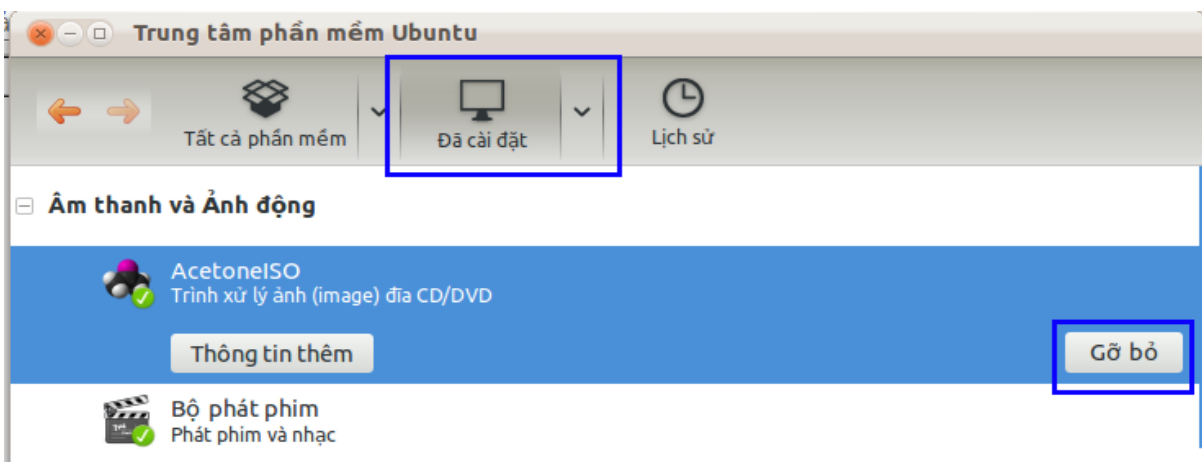 Trung tâm phần mềm Ubuntu
Tất cả phần mềm
Đã cài đặt
Lịch sử
Âm thanh và Ảnh động
AcetoneISO
Trình xử lý ảnh (image) đĩa CD/DVD
Thông tin thêm
Gỡ bỏ
Bộ phát phim
Phát phim và nhạc